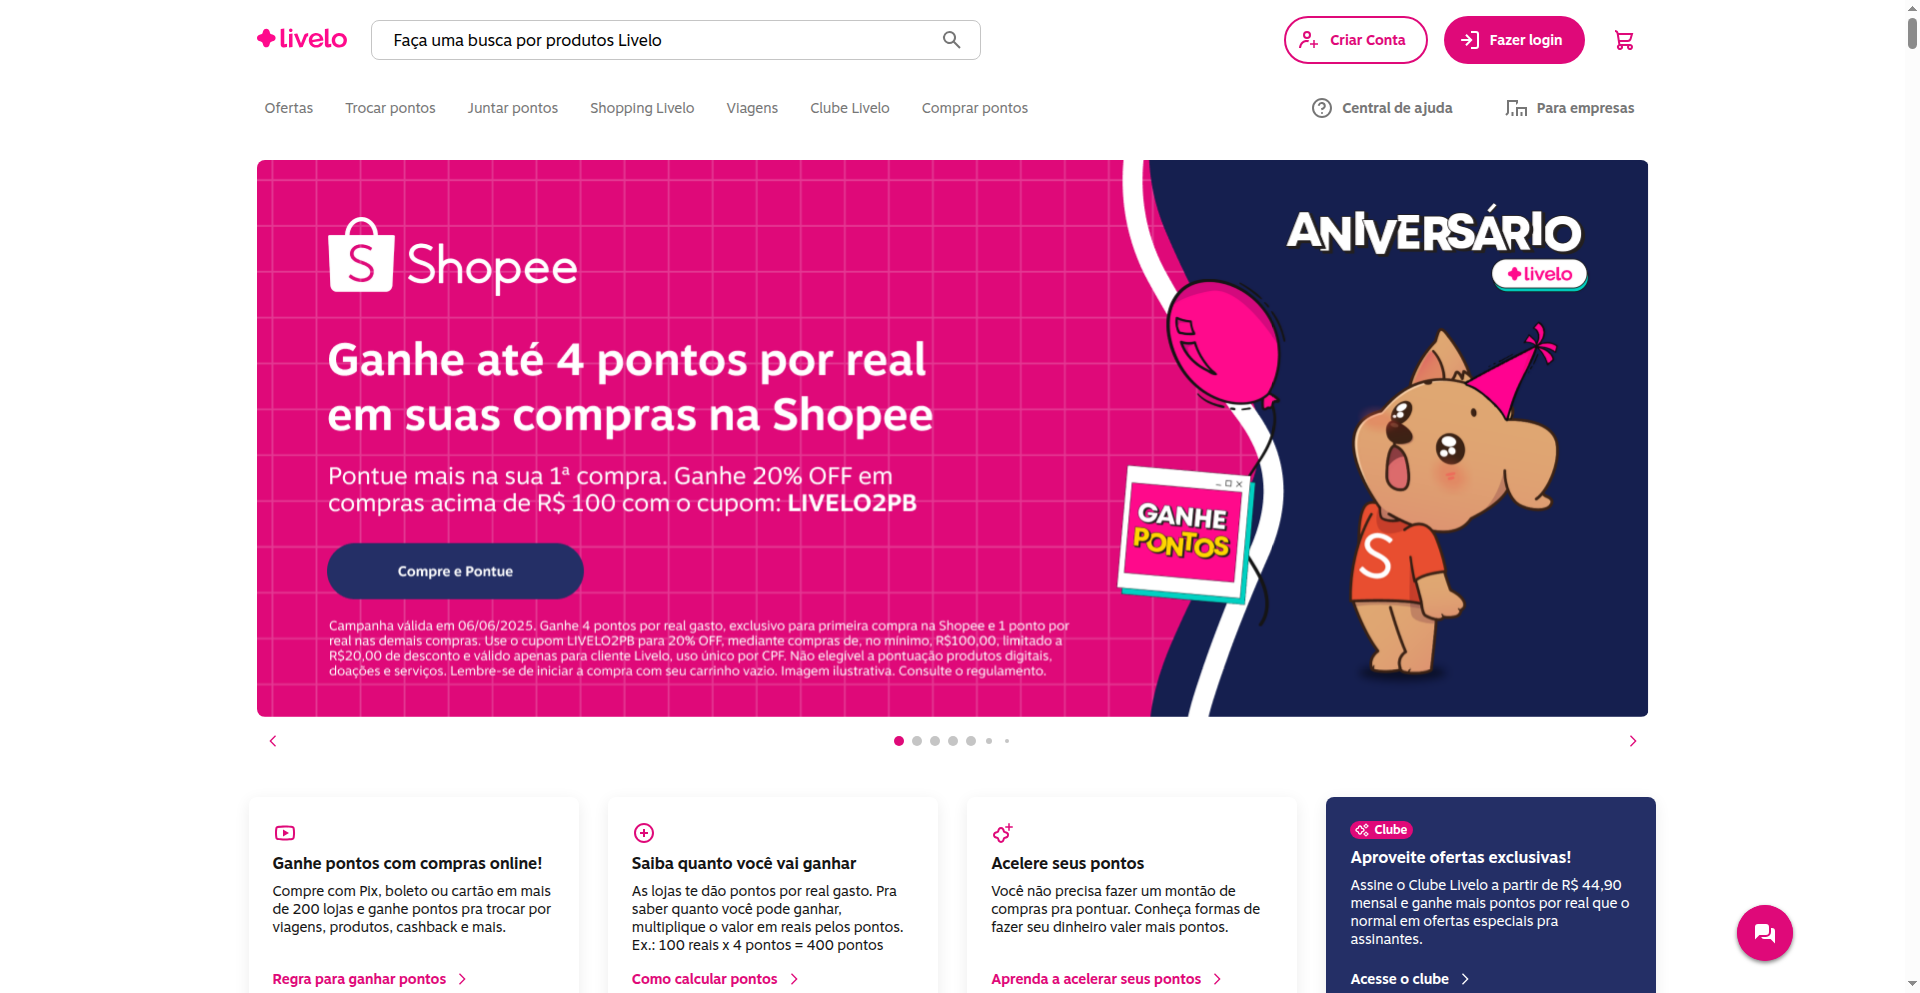 livelo
Faça uma busca por produtos Livelo
Criar Conta
Fazer login
Ofertas
Trocar pontos
Juntar pontos
Shopping Livelo
Viagens
Clube Livelo
Comprar pontos
Central de ajuda
Para empresas
S Shopee
ANIVERSÁRIO
livelo
Ganhe até 4 pontos por real
em suas compras na Shopee
Pontue mais na sua 1ª compra. Ganhe 20% OFF em
compras acima de R$ 100 com o cupom: LIVELO2PB
GANHE
PONTOS
S
Compre e Pontue
Campanha válida em 06/06/2025. Ganhe 4 pontos por real gasto, exclusivo para primeira compra na Shopee e 1 ponto por
real nas demais compras. Use o cupom LIVELO2PB para 20% OFF, mediante compras de, no mínimo, R$100,00, limitado a
R$20,00 de desconto e válido apenas para cliente Livelo, uso único por CPF. Não elegível a pontuação produtos digitais,
doações e serviços. Lembre-se de iniciar a compra com seu carrinho vazio. Imagem ilustrativa. Consulte o regulamento.
Ganhe pontos com compras online!
Compre com Pix, boleto ou cartão em mais
de 200 lojas e ganhe pontos pra trocar por
viagens, produtos, cashback e mais.
Regra para ganhar pontos
Saiba quanto você vai ganhar
As lojas te dão pontos por real gasto. Pra
saber quanto você pode ganhar,
multiplique o valor em reais pelos pontos.
Ex.: 100 reais x 4 pontos = 400 pontos
Como calcular pontos
Acelere seus pontos
Você não precisa fazer um montão de
compras pra pontuar. Conheça formas de
fazer seu dinheiro valer mais pontos.
Aprenda a acelerar seus pontos
Clube
Aproveite ofertas exclusivas!
Assine o Clube Livelo a partir de R$ 44,90
mensal e ganhe mais pontos por real que o
normal em ofertas especiais pra
assinantes.
Acesse o clube